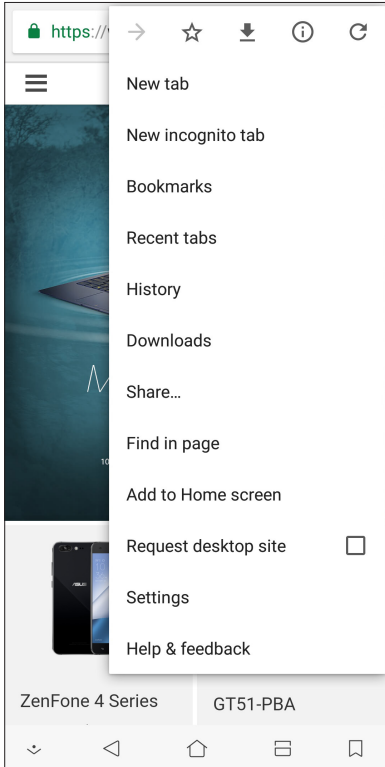 https://
New tab
New incognito tab
Bookmarks
Recent tabs
History
Downloads
Share...
Find in page
Add to Home screen
Request desktop site
Settings
Help & feedback
ASUS
ZenFone 4 Series
GT51-PBA